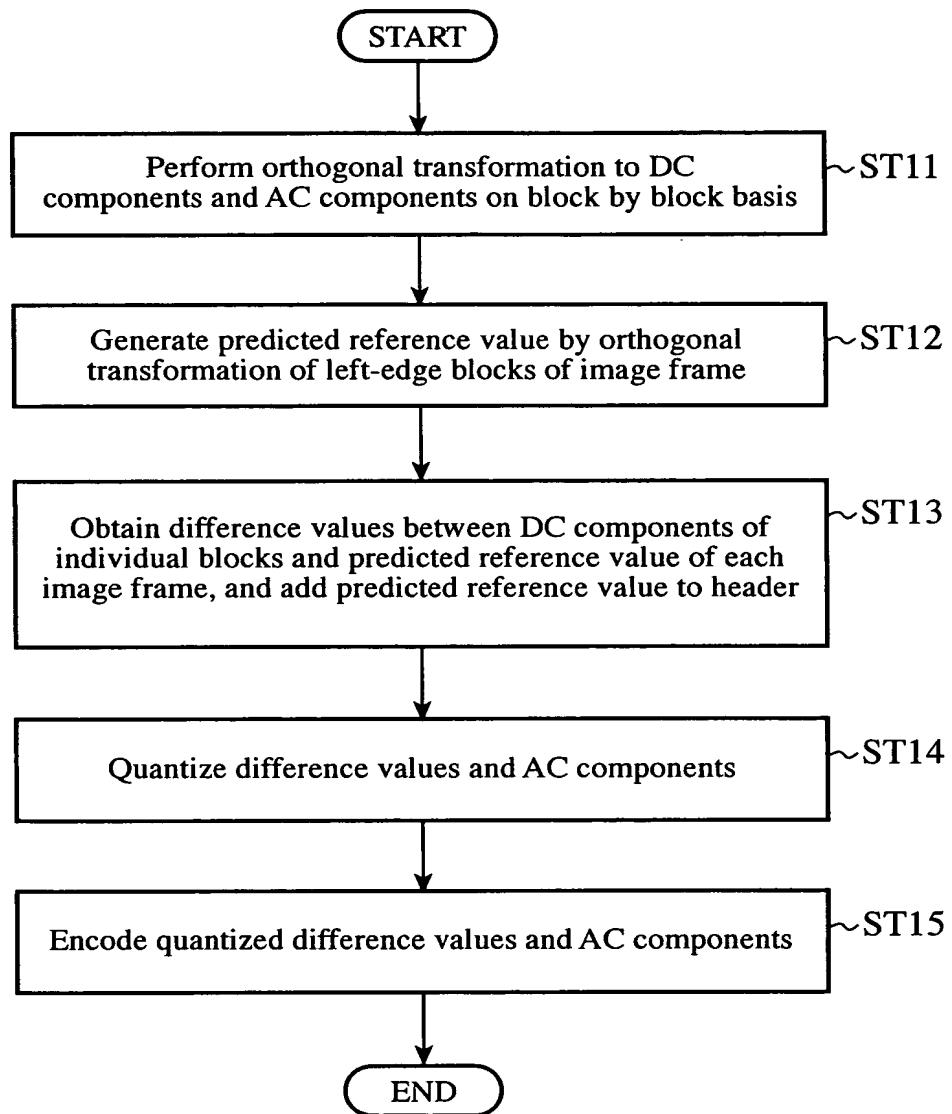 START
Perform orthogonal transformation to DC
components and AC components on block by block basis
ST11
Generate predicted reference value by orthogonal
transformation of left-edge blocks of image frame
ST12
Obtain difference values between DC components of
individual blocks and predicted reference value of each
image frame, and add predicted reference value to header
ST13
Quantize difference values and AC components
ST14
Encode quantized difference values and AC components
ST15
END